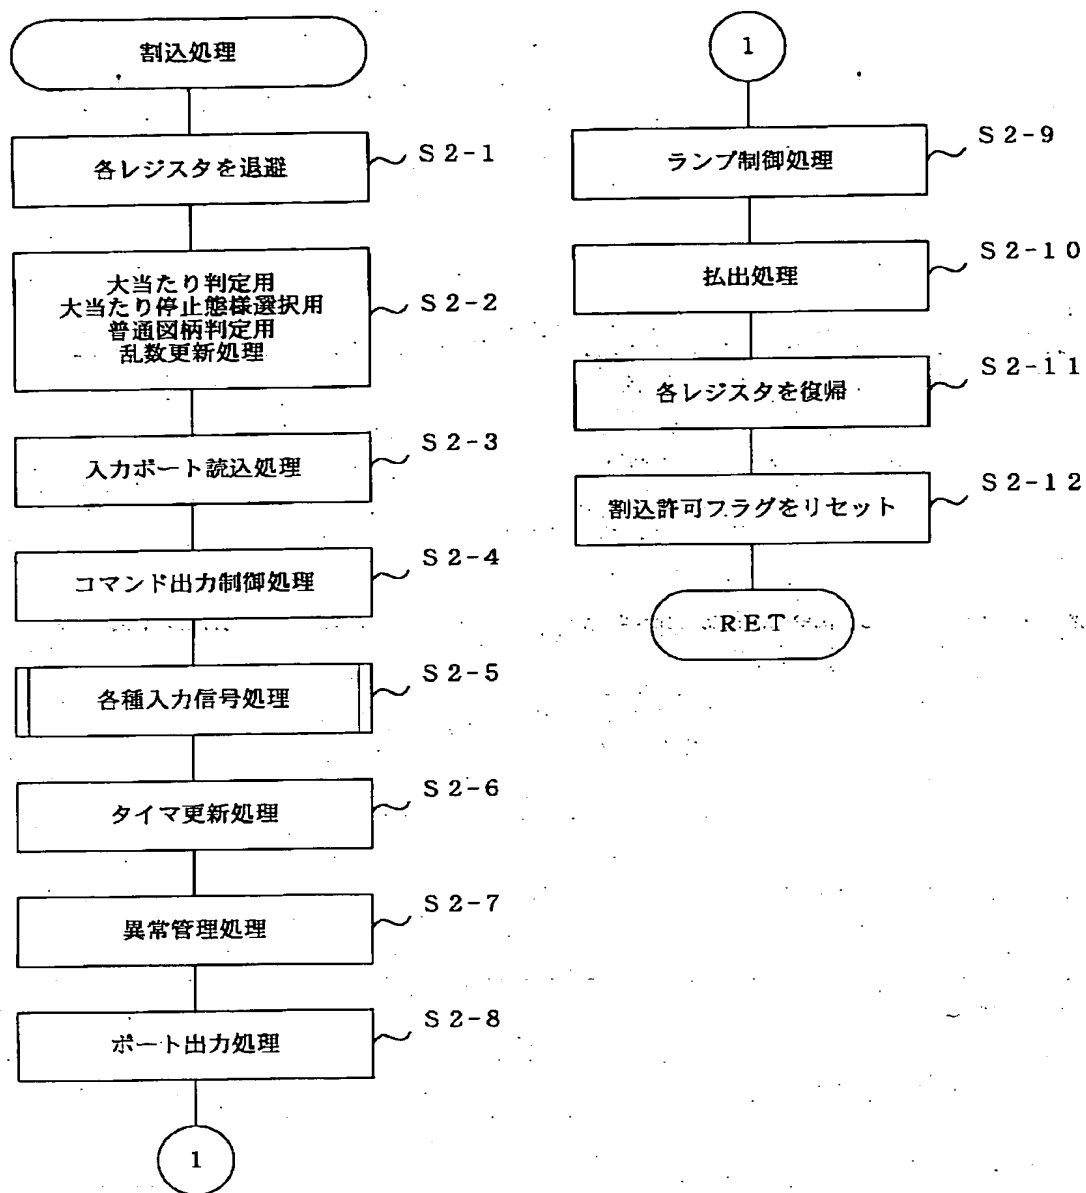 割込処理
各レジスタを退避
S2-1
大当たり判定用
大当たり停止態様選択用
普通図柄判定用
乱数更新処理
S2-2
入力ポート読込処理
S2-3
コマンド出力制御処理
S2-4
各種入力信号処理
S2-5
タイマ更新処理
S2-6
異常管理処理
S2-7
ポート出力処理
S2-8
1
1
ランプ制御処理
S2-9
払出処理
S2-10
各レジスタを復帰
S2-11
割込許可フラグをリセット
S2-12
RET